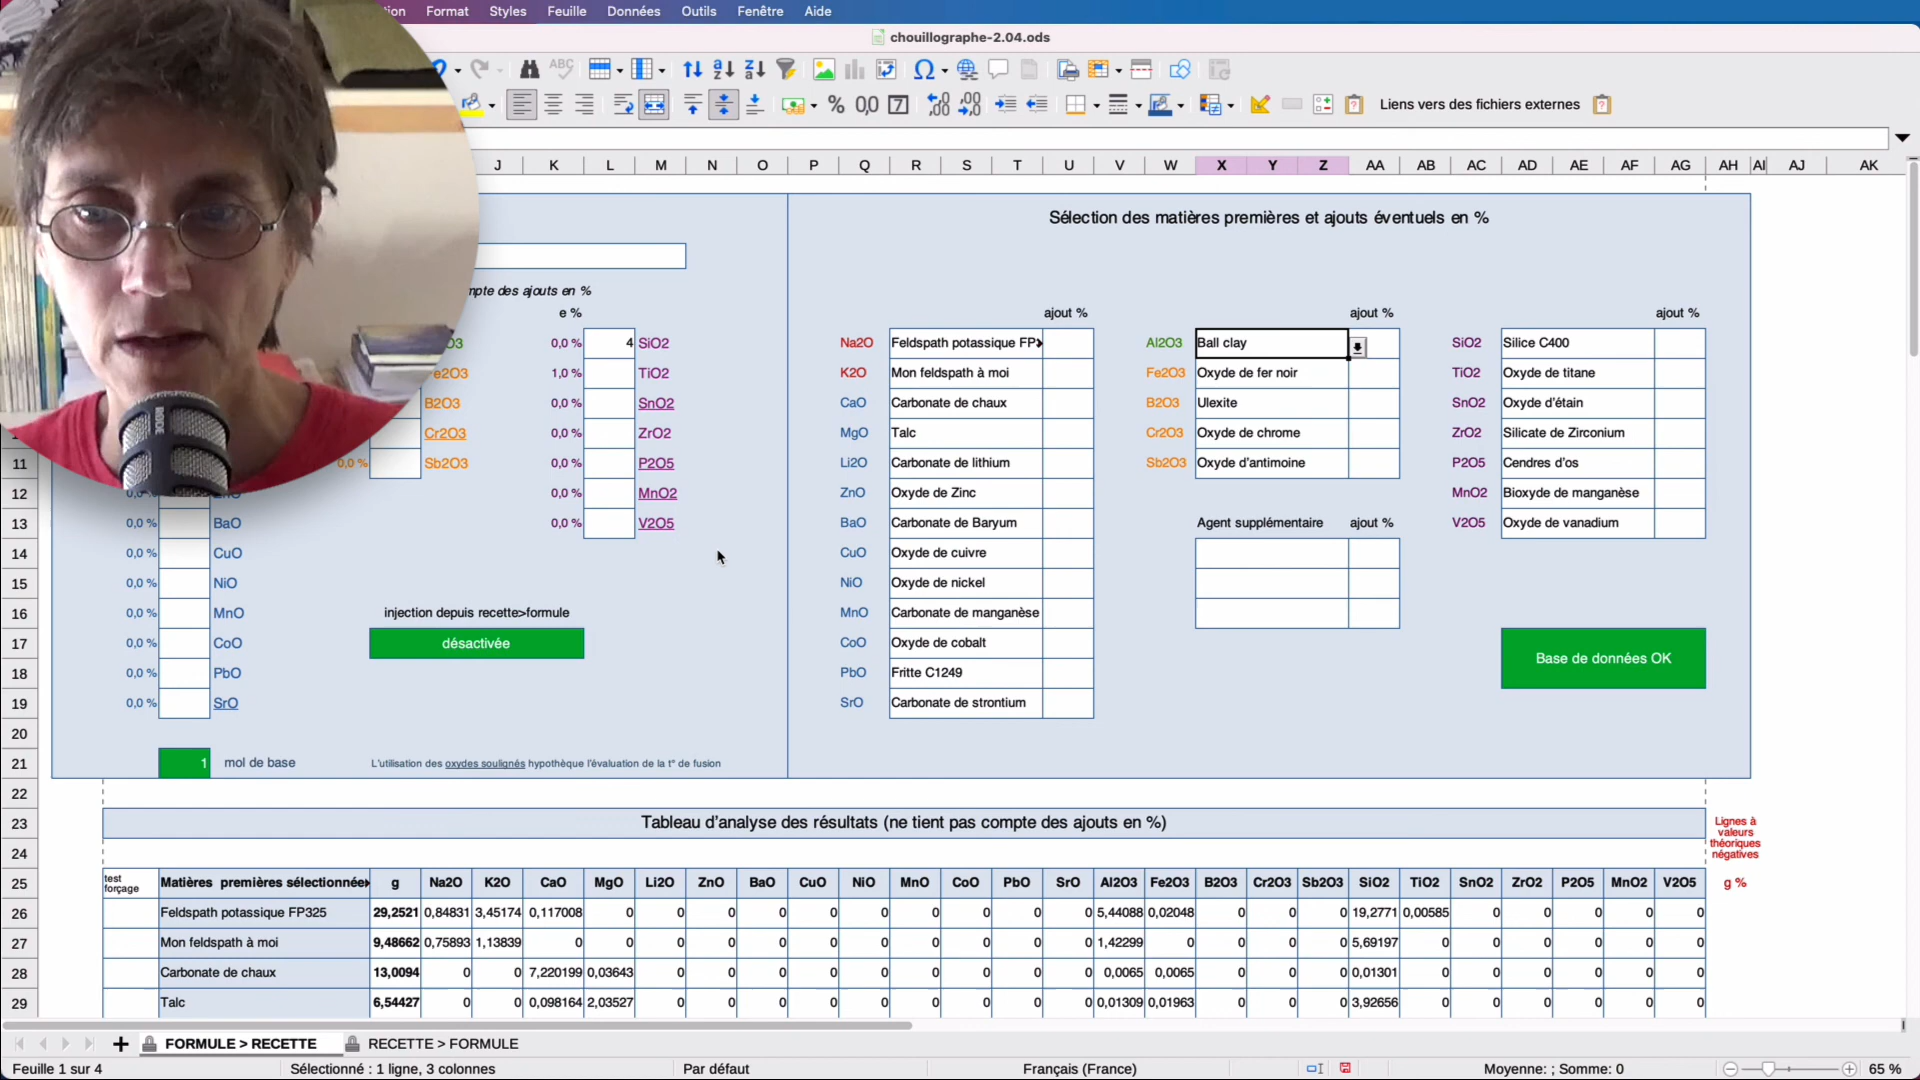 Format Styles Feuille Données Outils Fenêtre Aide
chouillographe-2.04.ods
Liens vers des fichiers externes
J K L M N O P Q R S T U V W X Y Z AA AB AC AD AE AF AG AH AJ AK
Sélection des matières premières et ajouts éventuels en %
des ajouts en %
e % ajout % ajout % ajout %
0,0 % 4 SiO2 Na2O Feldspath potassique Al2O3 Ball clay SiO2 Silice C400
1,0 % TiO2 K2O Mon feldspath à moi Fe2O3 Oxyde de fer noir TiO2 Oxyde de titane
B2O3 0,0 % SnO2 CaO Carbonate de chaux B2O3 Ulexite SnO2 Oxyde d'étain
Cr2O3 0,0 % ZrO2 MgO Talc Cr2O3 Oxyde de chrome ZrO2 Silicate de Zirconium
11 0,0 % Sb2O3 0,0 % P2O5 Li2O Carbonate de lithium Sb2O3 Oxyde d'antimoine P2O5 Cendres d'os
12 0,0 % MnO2 ZnO Oxyde de Zinc MnO2 Bioxyde de manganèse
13 0,0 % BaO 0,0 % V2O5 BaO Carbonate de Baryum Agent supplémentaire ajout % V2O5 Oxyde de vanadium
14 0,0 % CuO CuO Oxyde de cuivre
15 0,0 % NiO NiO Oxyde de nickel
16 0,0 % MnO injection depuis recette>formule MnO Carbonate de manganèse
17 0,0 % CoO désactivée CoO Oxyde de cobalt
Base de données OK
18 0,0 % PbO PbO Fritte C1249
19 0,0 % SrO SrO Carbonate de strontium
20
21 1 mol de base L'utilisation des oxydes soulignés hypothèque l'évaluation de la t° de fusion
22
23 Tableau d'analyse des résultats (ne tient pas compte des ajouts en %)
Lignes à
valeurs
théoriques
négatives
24
25 test forçage Matières premières sélectionnée g Na2O K2O CaO MgO Li2O ZnO BaO CuO NiO MnO CoO PbO SrO Al2O3 Fe2O3 B2O3 Cr2O3 Sb2O3 SiO2 TiO2 SnO2 ZrO2 P2O5 MnO2 V2O5 g %
26 Feldspath potassique FP325 29,2521 0,84831 3,45174 0,117008 0 0 0 0 0 0 0 0 0 0 5,44088 0,02048 0 0 0 19,2771 0,00585 0 0 0 0 0
27 Mon feldspath à moi 9,48662 0,75893 1,13839 0 0 0 0 0 0 0 0 0 0 0 1,42299 0 0 0 0 5,69197 0 0 0 0 0 0
28 Carbonate de chaux 13,0094 0 0 7,220199 0,03643 0 0 0 0 0 0 0 0 0 0,0065 0,0065 0 0 0 0,01301 0 0 0 0 0 0
29 Talc 6,54427 0 0 0,098164 2,03527 0 0 0 0 0 0 0 0 0 0,01309 0,01963 0 0 0 3,92656 0 0 0 0 0 0
FORMULE > RECETTE RECETTE > FORMULE
Feuille 1 sur 4 Sélectionné : 1 ligne, 3 colonnes Par défaut Français (France) Moyenne: ; Somme: 0 65 %